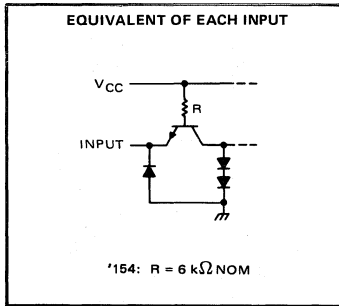 EQUIVALENT OF EACH INPUT
VCC
R
INPUT
'154: R = 6 kΩ NOM